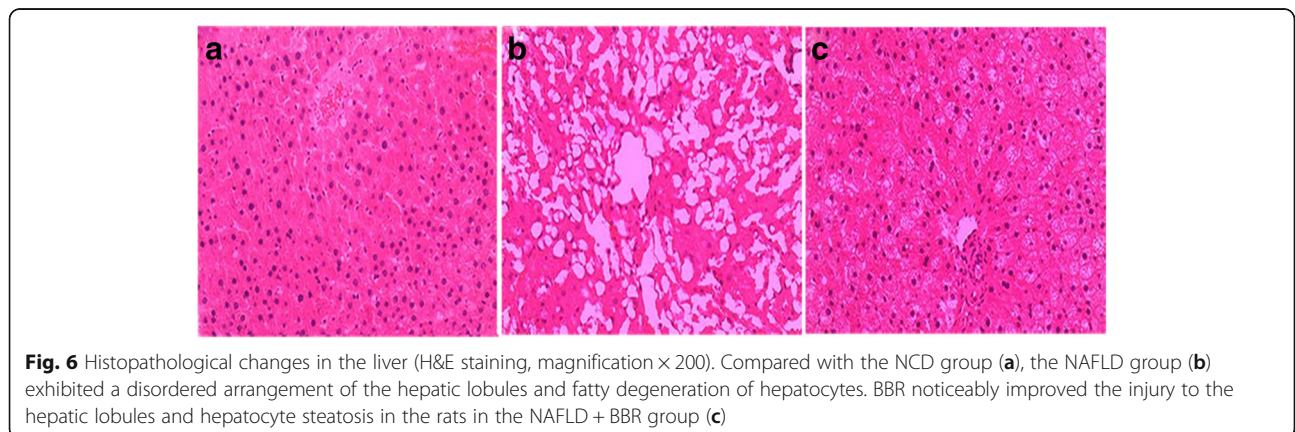 a b c
Fig. 6 Histopathological changes in the liver (H&E staining, magnification × 200). Compared with the NCD group (a), the NAFLD group (b)
exhibited a disordered arrangement of the hepatic lobules and fatty degeneration of hepatocytes. BBR noticeably improved the injury to the
hepatic lobules and hepatocyte steatosis in the rats in the NAFLD + BBR group (c)